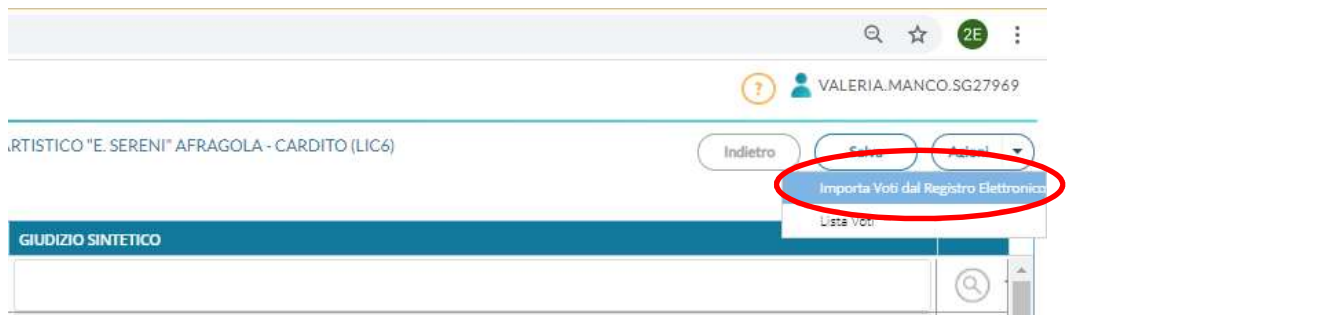 2E
? VALERIA.MANCO.SG27969
RTISTICO "E. SERENI" AFRAGOLA - CARDITO (LIC6)
Indietro Salva Azioni
Importa Voti dal Registro Elettronico
Lista Voti
GIUDIZIO SINTETICO